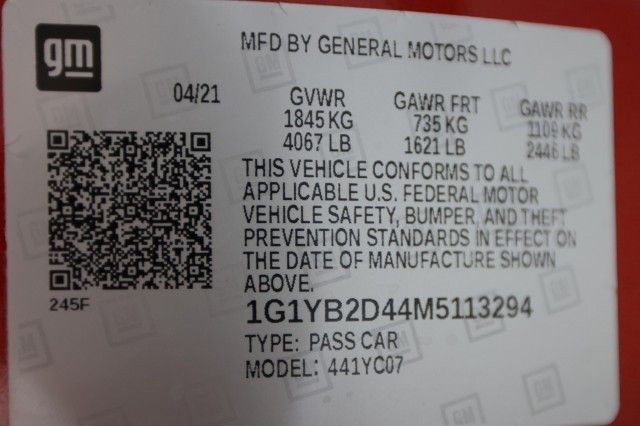 gm
MFD BY GENERAL MOTORS LLC
04/21 GVWR GAWR FRT GAWR RR
1845 KG 735 KG 1109 KG
4067 LB 1621 LB 2446 LB
THIS VEHICLE CONFORMS TO ALL
APPLICABLE U.S. FEDERAL MOTOR
VEHICLE SAFETY, BUMPER, AND THEFT
PREVENTION STANDARDS IN EFFECT ON
THE DATE OF MANUFACTURE SHOWN
ABOVE.
245F
1G1YB2D44M5113294
TYPE: PASS CAR
MODEL: 441YC07